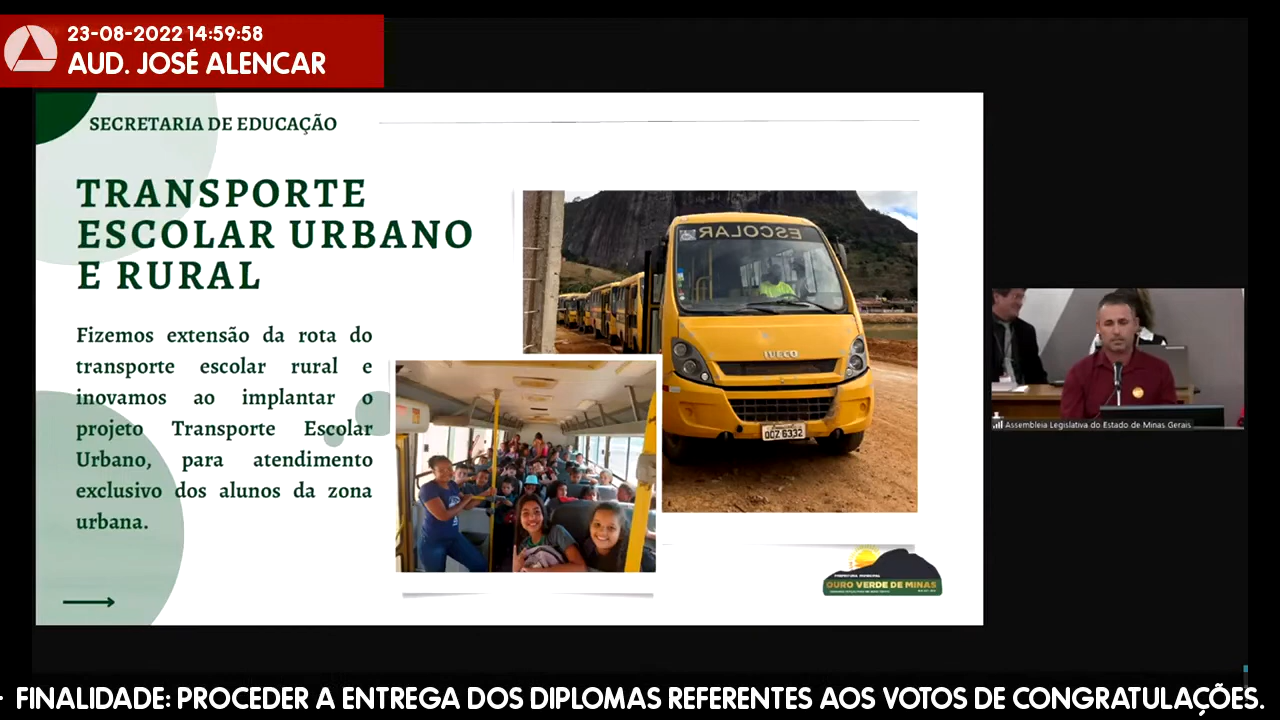 23-08-2022 14:59:58
AUD. JOSÉ ALENCAR
SECRETARIA DE EDUCAÇÃO
TRANSPORTE
ESCOLAR URBANO
E RURAL
Fizemos extensão da rota do
transporte escolar rural e
inovamos ao implantar o
projeto Transporte Escolar
Urbano, para atendimento
exclusivo dos alunos da zona
urbana.
ESCOLAR
IVECO
PREFEITURA MUNICIPAL
OURO VERDE DE MINAS
Assembleia Legislativa do Estado de Minas Gerais
FINALIDADE: PROCEDER A ENTREGA DOS DIPLOMAS REFERENTES AOS VOTOS DE CONGRATULAÇÕES.